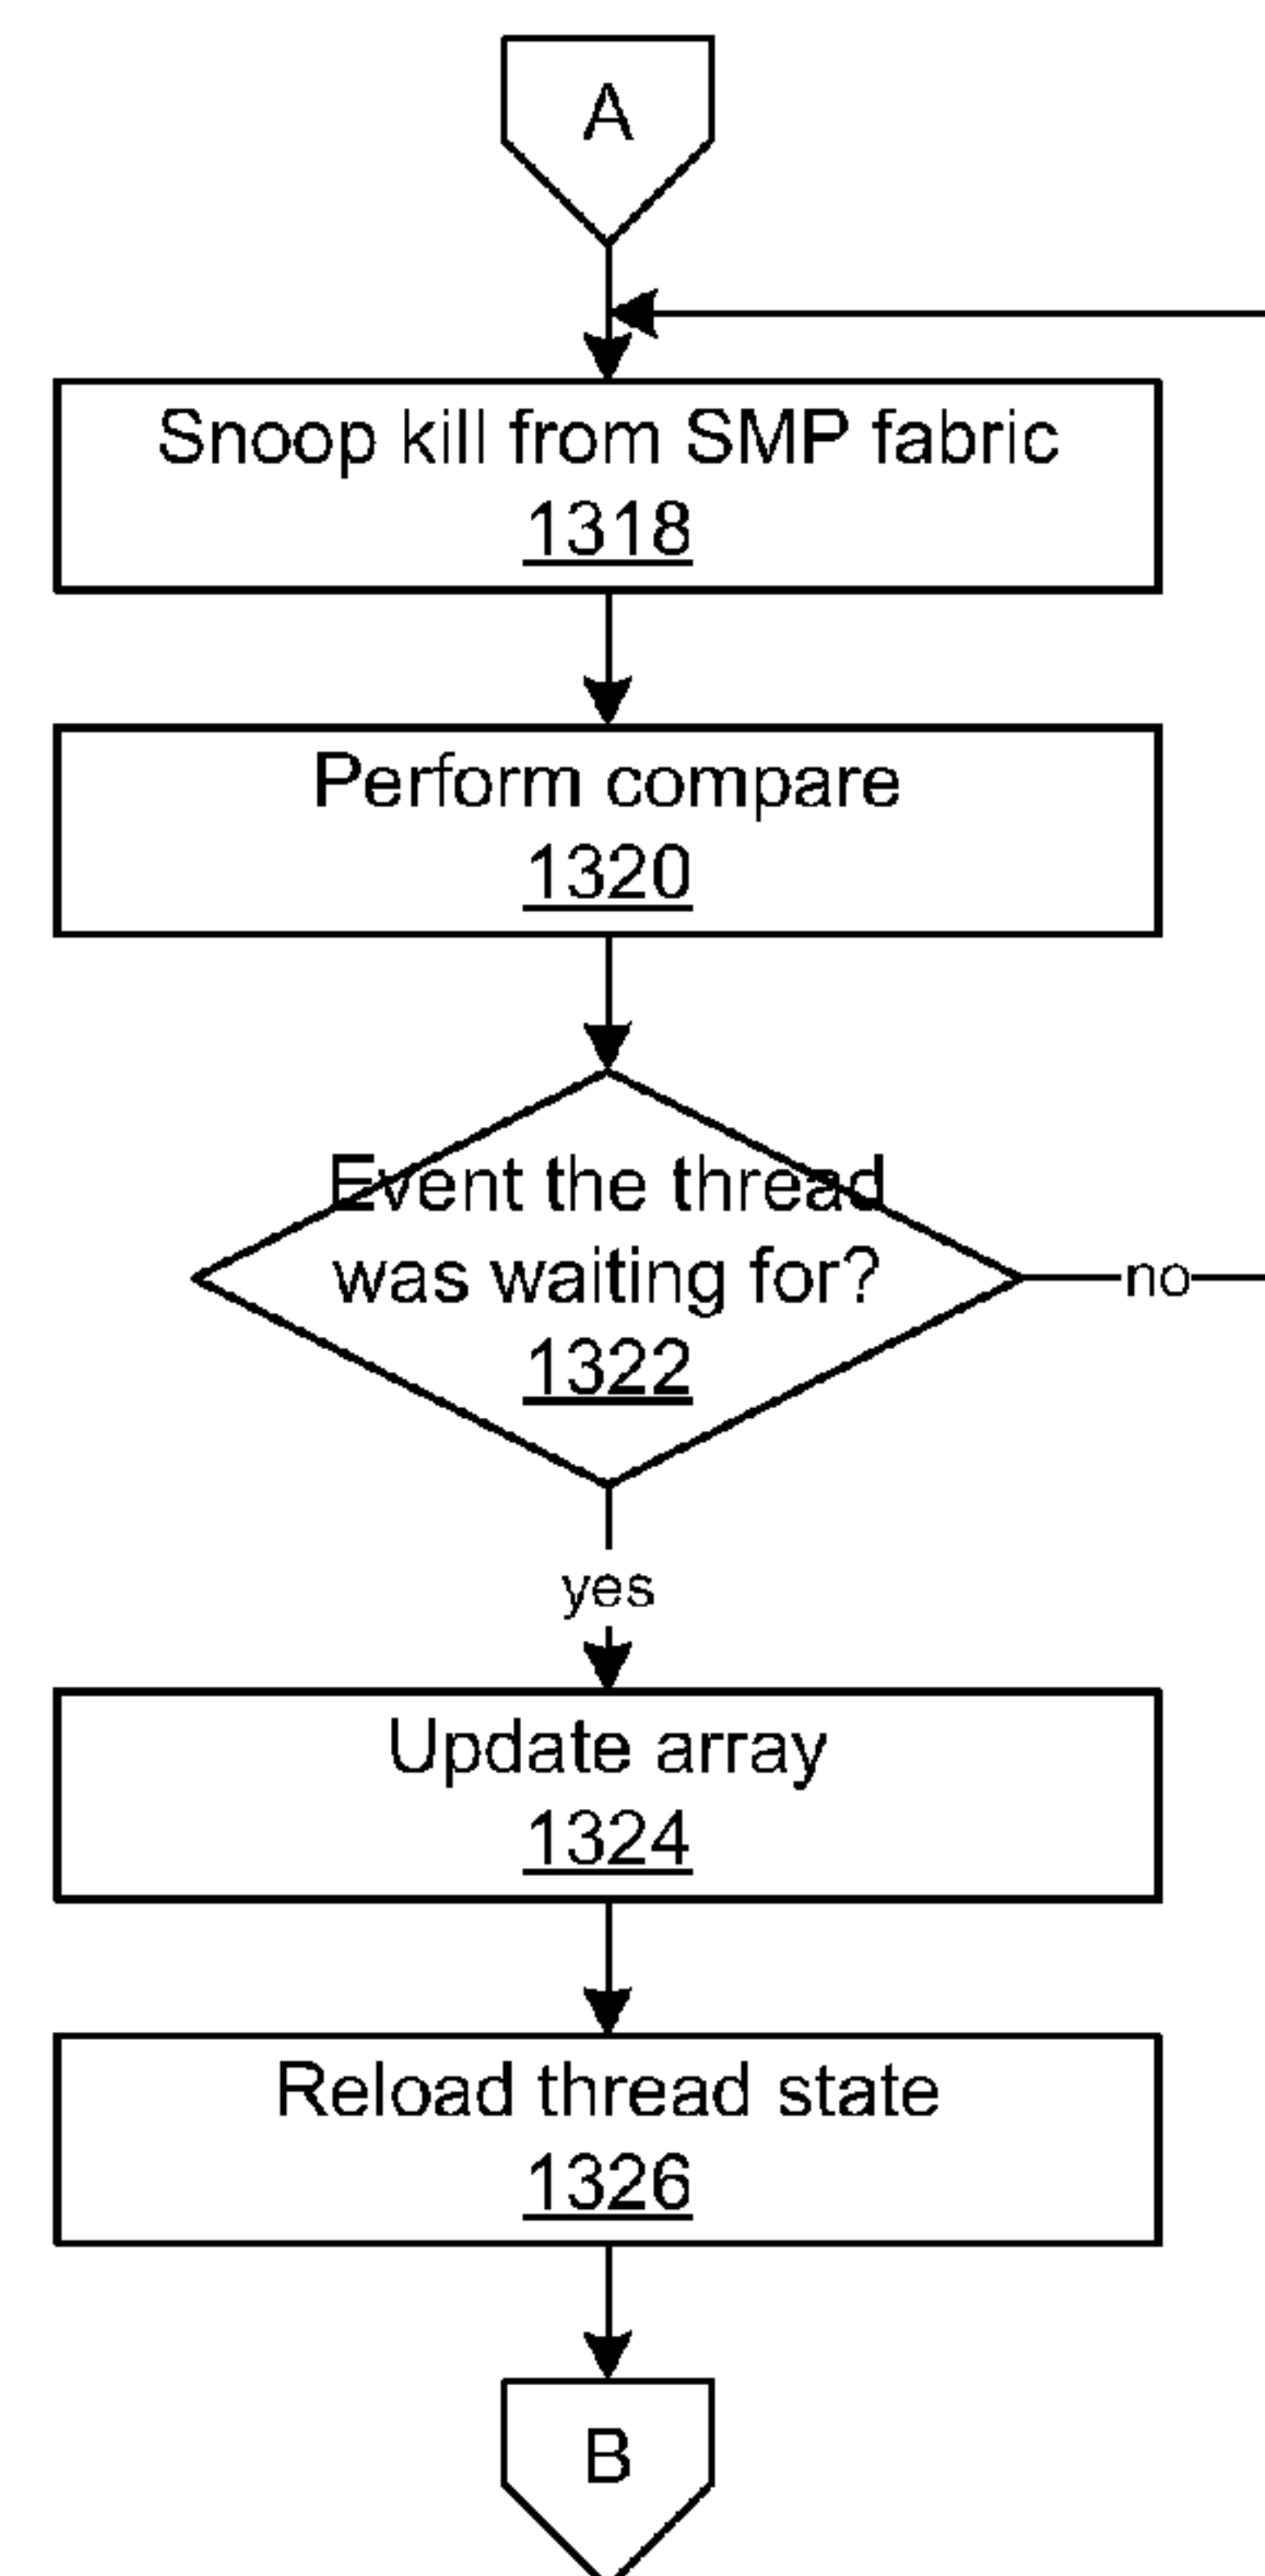 A
Snoop kill from SMP fabric
1318
Perform compare
1320
Event the thread
was waiting for?
1322
no
yes
Update array
1324
Reload thread state
1326
B